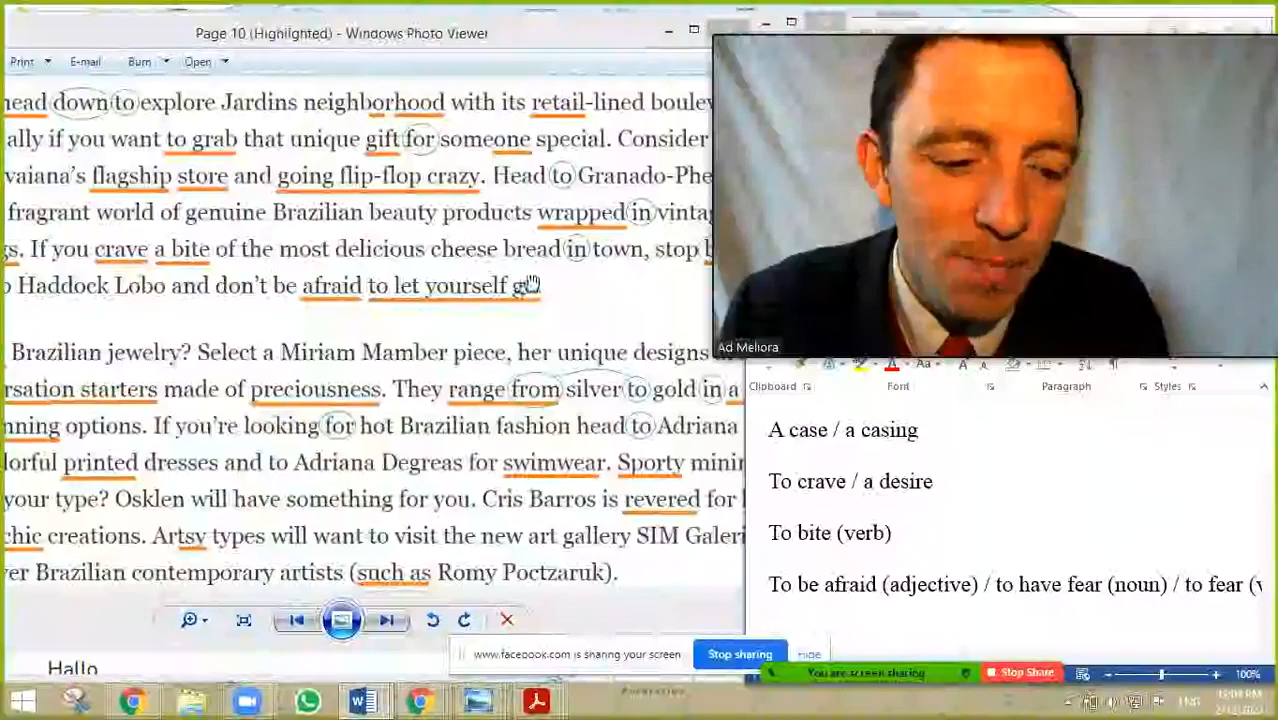 Page 10 (Highlighted) - Windows Photo Viewer
Print E-mail Burn Open
head down to explore Jardins neighborhood with its retail-lined
ally if you want to grab that unique gift for someone special. Consider
vaiana's flagship store and going flip-flop crazy. Head to
fragrant world of genuine Brazilian beauty products wrapped in
. If you crave a bite of the most delicious cheese bread in town, stop
Haddock Lobo and don't be afraid to let yourself
Brazilian jewelry? Select a Miriam Mamber piece, her unique designs
rsation starters made of preciousness. They range from silver to gold in a
nning options. If you're looking for hot Brazilian fashion head to Adriana
lorful printed dresses and to Adriana Degreas for swimwear. Sporty
your type? Osklen will have something for you. Cris Barros is revered for
chic creations. Artsy types will want to visit the new art gallery SIM
er Brazilian contemporary artists (such as Romy Poctzaruk).
Hallo
Ad Meliora
Clipboard Font Paragraph Styles
A case / a casing
To crave / a desire
To bite (verb)
To be afraid (adjective) / to have fear (noun) / to fear (v
www.facebook.com is sharing your screen Stop sharing Hide
You are screen sharing Stop Share
100%